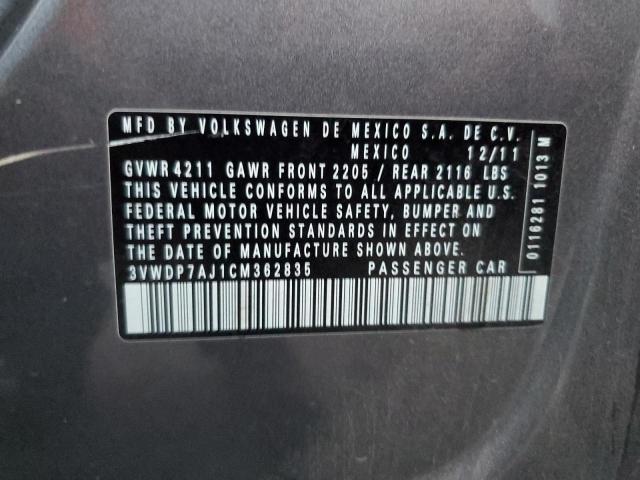 MFD BY VOLKSWAGEN DE MEXICO S.A. DE C.V.
MEXICO 12/11
GVWR 4211 GAWR FRONT 2205 / REAR 2116 LBS
THIS VEHICLE CONFORMS TO ALL APPLICABLE U.S.
FEDERAL MOTOR VEHICLE SAFETY, BUMPER AND
THEFT PREVENTION STANDARDS IN EFFECT ON
THE DATE OF MANUFACTURE SHOWN ABOVE.
3VWDP7AJ1CM362835 PASSENGER CAR
0116281 1013 M